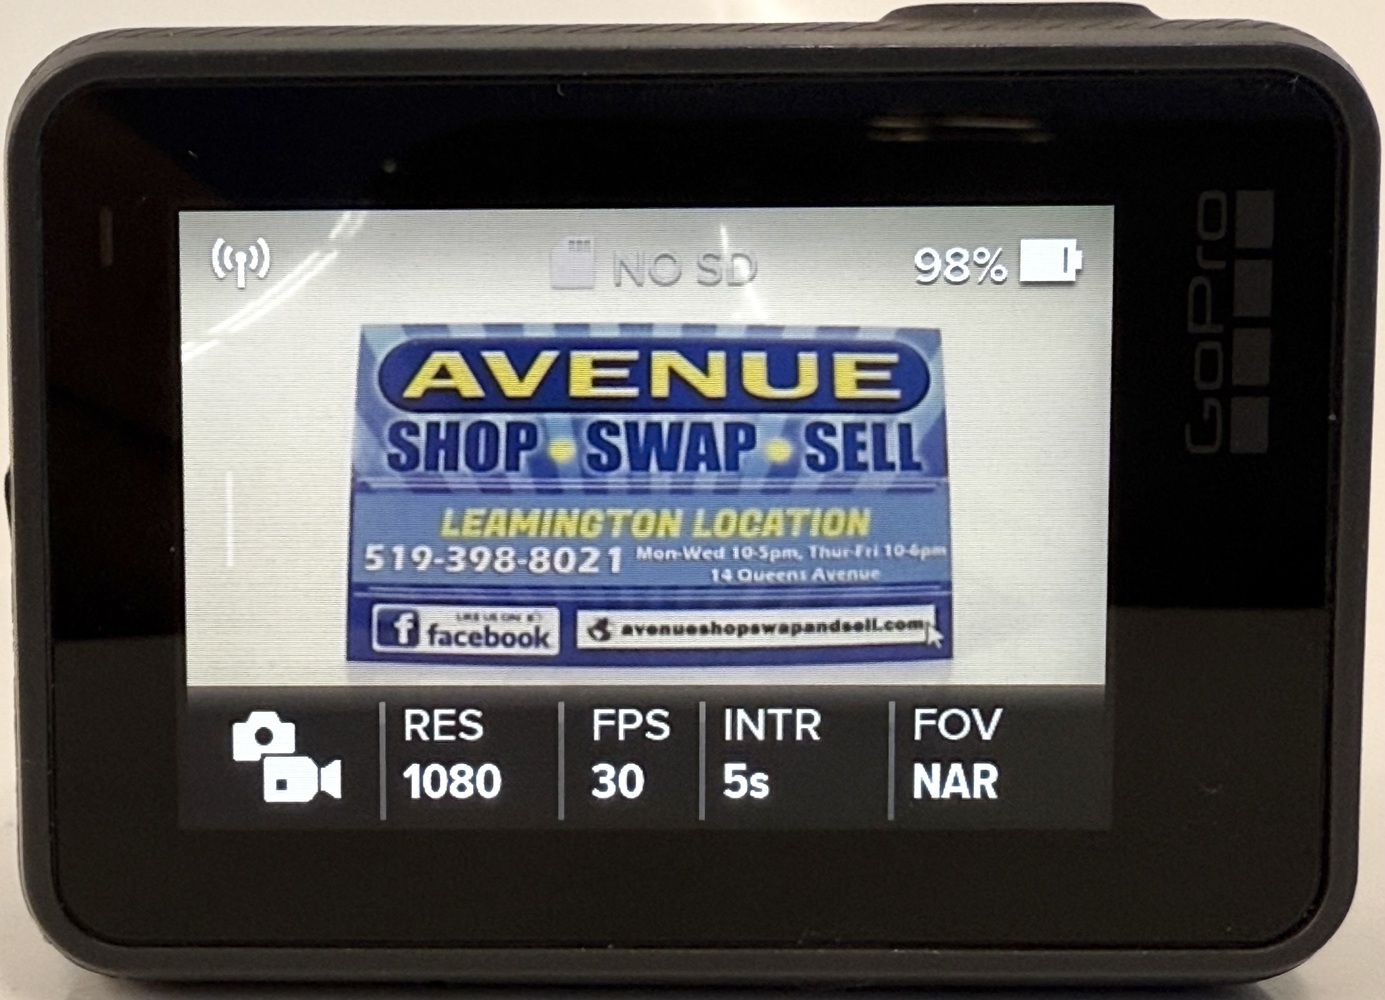 NO SD
98%
AVENUE
SHOP • SWAP • SELL
LEAMINGTON LOCATION
519-398-8021
Mon-Wed 10-5pm, Thur-Fri 10-6pm
14 Queens Avenue
LIKE US ON
facebook
avenueshopswapandsell.com
RES
1080
FPS
30
INTR
5s
FOV
NAR
GoPro